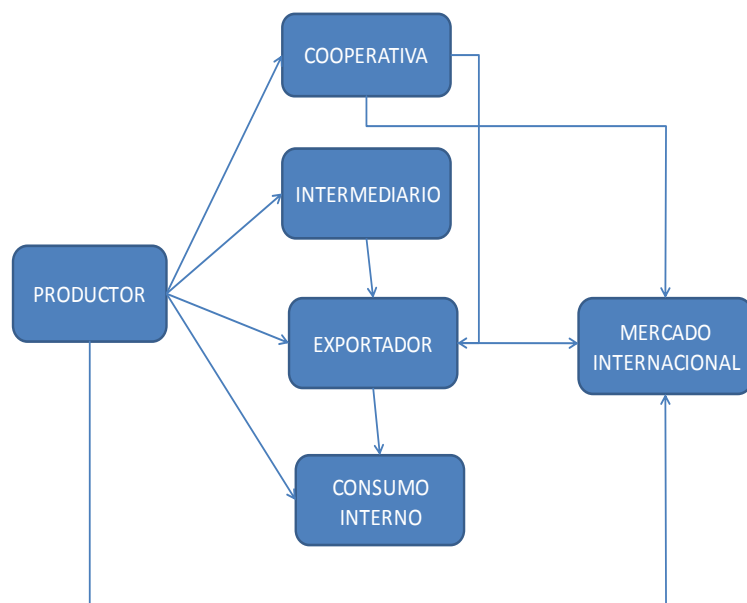 COOPERATIVA
INTERMEDIARIO
PRODUCTOR
EXPORTADOR
MERCADO
INTERNACIONAL
CONSUMO
INTERNO